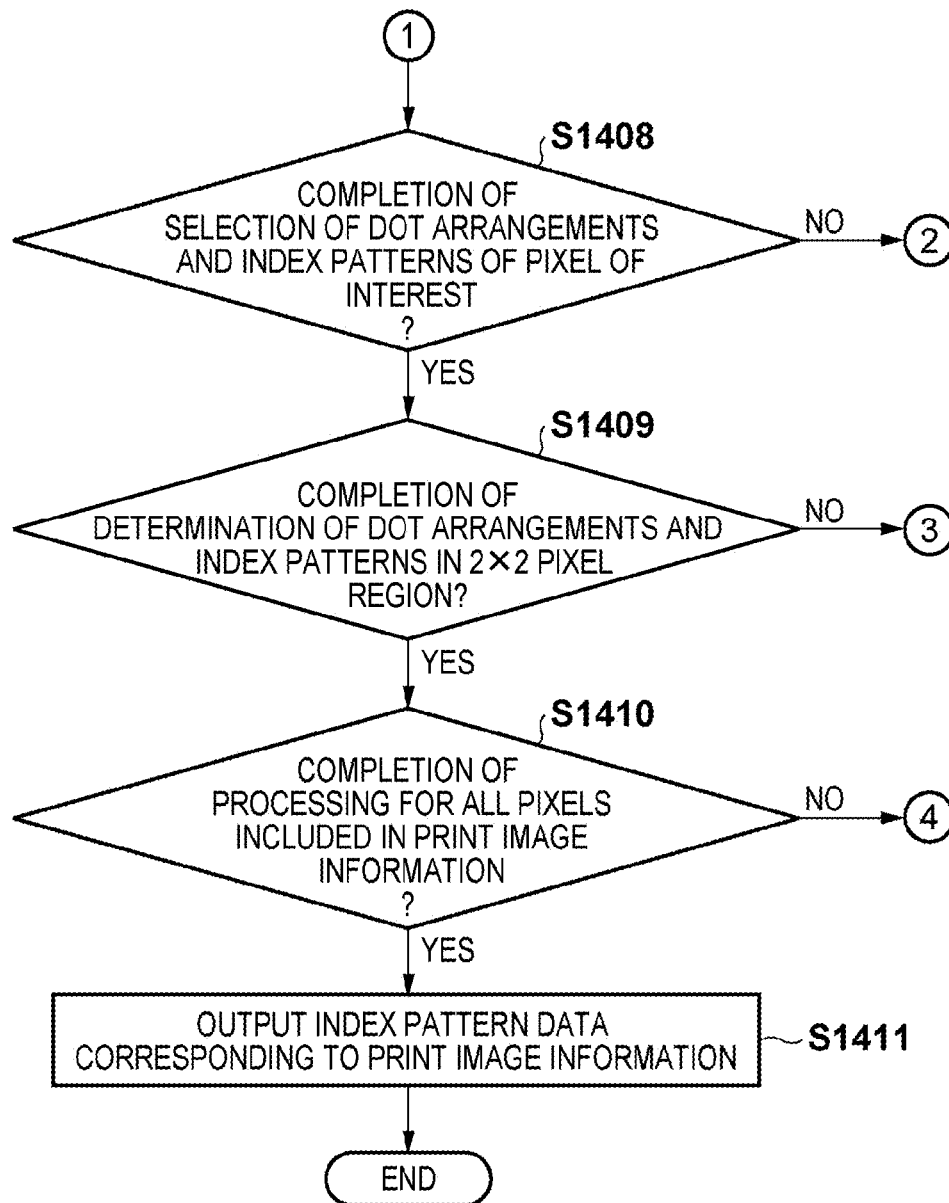 1
S1408
COMPLETION OF
SELECTION OF DOT ARRANGEMENTS
AND INDEX PATTERNS OF PIXEL OF
INTEREST
?
NO
2
YES
S1409
COMPLETION OF
DETERMINATION OF DOT ARRANGEMENTS AND
INDEX PATTERNS IN 2×2 PIXEL
REGION?
NO
3
YES
S1410
COMPLETION OF
PROCESSING FOR ALL PIXELS
INCLUDED IN PRINT IMAGE
INFORMATION
?
NO
4
YES
OUTPUT INDEX PATTERN DATA
CORRESPONDING TO PRINT IMAGE INFORMATION
S1411
END